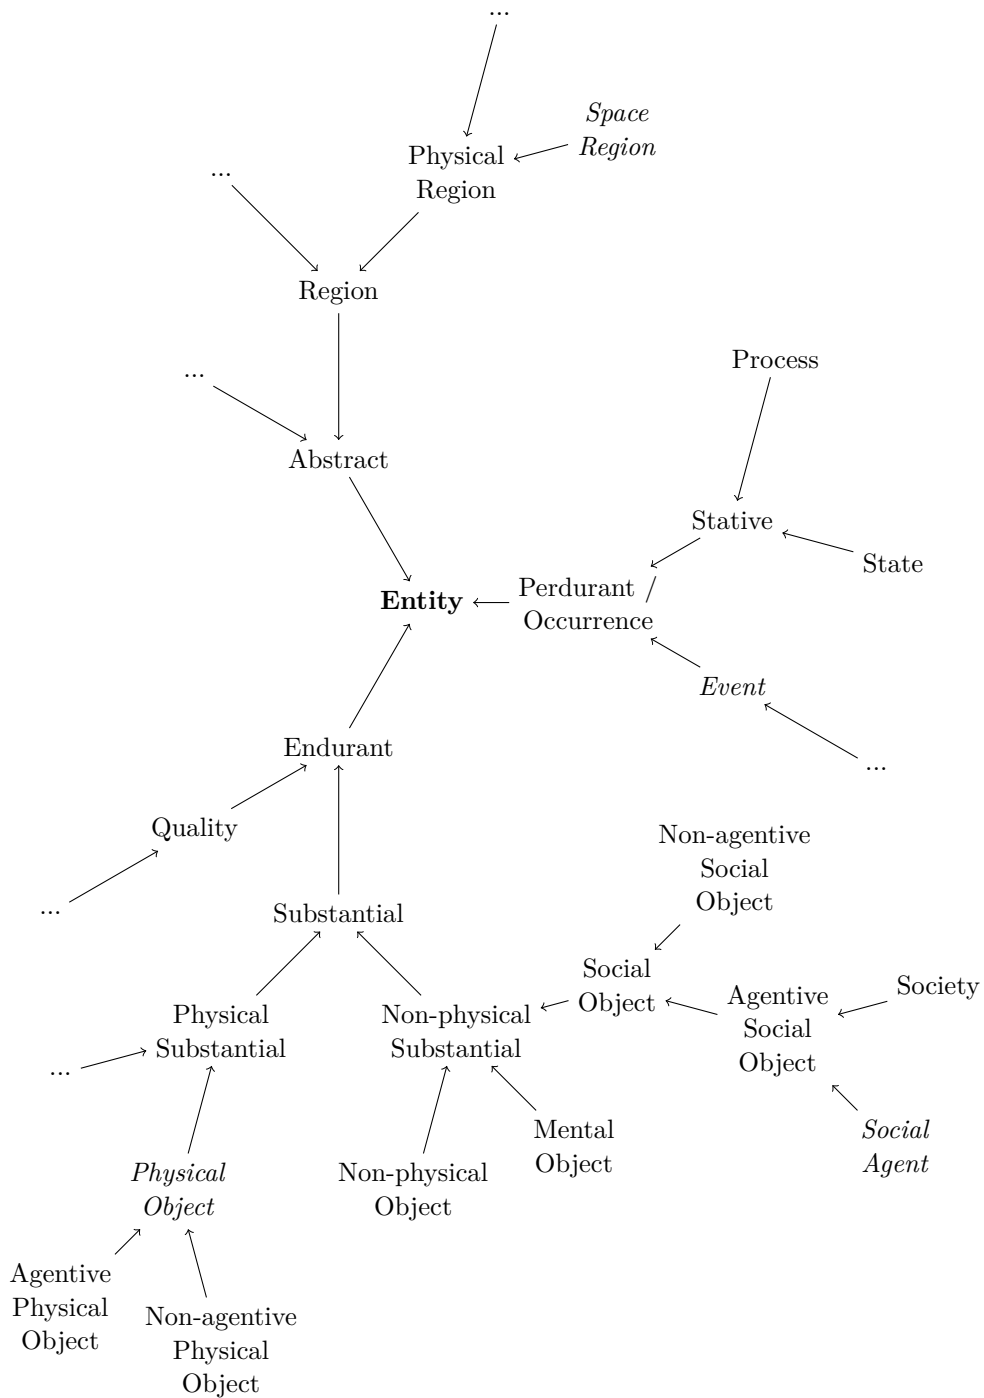 ...
Space
Region
Physical
Region
...
Region
Process
...
Abstract
Stative
State
Entity
Perdurant /
Occurrence
Event
Endurant
...
Quality
Non-agentive
Social
Object
...
Substantial
Social
Object
Society
Agentive
Social
Object
Physical
Substantial
Non-physical
Substantial
...
Mental
Object
Social
Agent
Physical
Object
Non-physical
Object
Agentive
Physical
Object
Non-agentive
Physical
Object